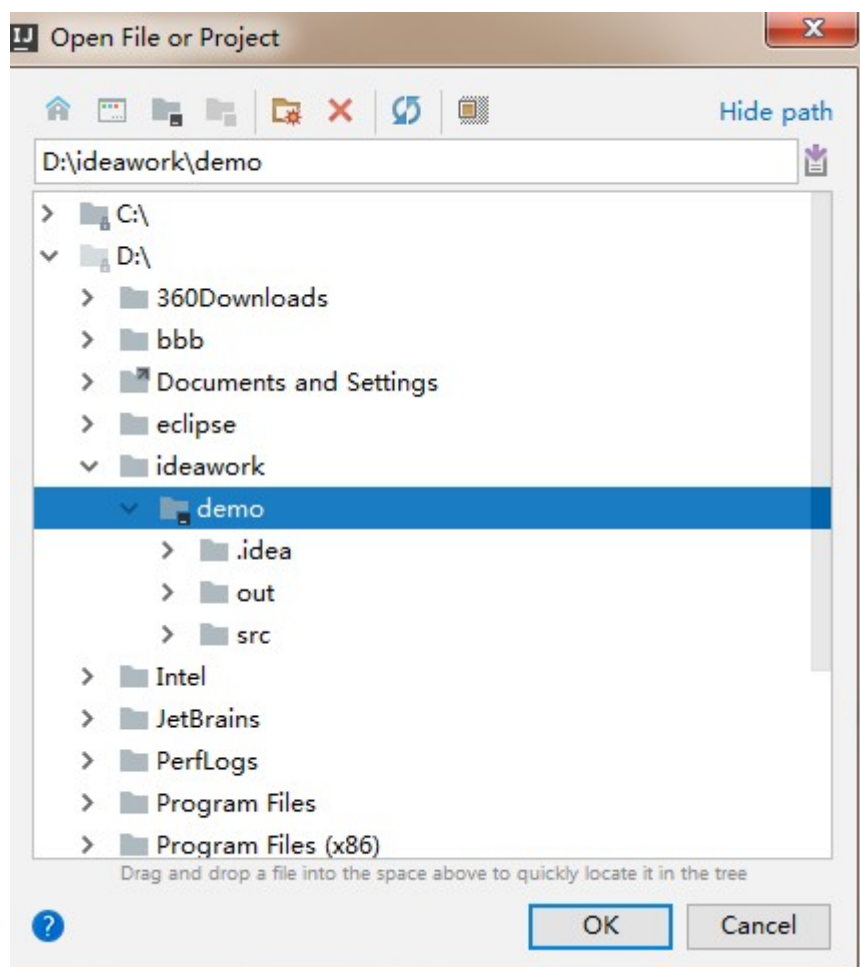 IJ Open File or Project
Hide path
D:\ideawork\demo
C:\
D:\
360Downloads
bbb
Documents and Settings
eclipse
ideawork
demo
.idea
out
src
Intel
JetBrains
PerfLogs
Program Files
Program Files (x86)
Drag and drop a file into the space above to quickly locate it in the tree
? OK Cancel